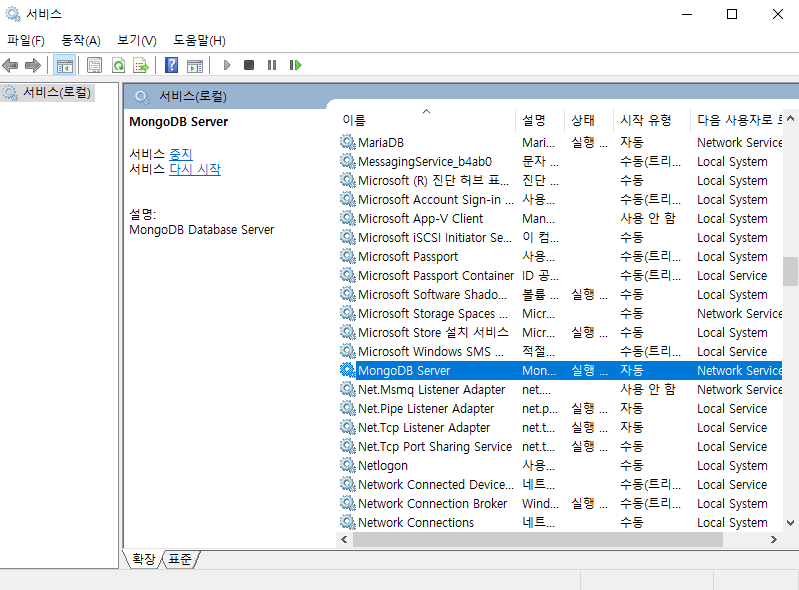 서비스
파일(F) 동작(A) 보기(V) 도움말(H)
서비스(로컬)
서비스(로컬)
MongoDB Server
서비스 중지
서비스 다시 시작
설명:
MongoDB Database Server
이름 설명 상태 시작 유형 다음 사용자로
MariaDB Mari... 실행 ... 자동 Network Service
MessagingService_b4ab0 문자 ... 수동(트리... Local System
Microsoft (R) 진단 허브 표... 진단 ... 수동 Local System
Microsoft Account Sign-in ... 사용... 수동(트리... Local System
Microsoft App-V Client Man... 사용 안 함 Local System
Microsoft iSCSI Initiator Se... 이 컴... 수동 Local System
Microsoft Passport 사용... 수동(트리... Local System
Microsoft Passport Container ID 공... 수동(트리... Local Service
Microsoft Software Shado... 볼륨 ... 실행 ... 수동 Local System
Microsoft Storage Spaces ... Micr... 수동 Network Service
Microsoft Store 설치 서비스 Micr... 실행 ... 수동 Local System
Microsoft Windows SMS ... 적절... 수동(트리... Local Service
MongoDB Server Mon... 실행 ... 자동 Network Service
Net.Msmq Listener Adapter net.... 사용 안 함 Network Service
Net.Pipe Listener Adapter net.p... 실행 ... 자동 Local Service
Net.Tcp Listener Adapter net.t... 실행 ... 자동 Local Service
Net.Tcp Port Sharing Service net.t... 실행 ... 수동 Local Service
Netlogon 사용... 수동 Local System
Network Connected Device... 네트... 수동(트리... Local Service
Network Connection Broker Wind... 실행 ... 수동(트리... Local System
Network Connections 네트... 수동 Local System
확장 표준